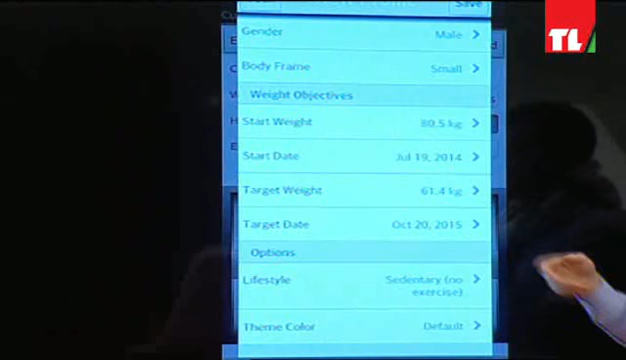 Save
Gender Male
Body Frame Small
Weight Objectives
Start Weight 80.5 kg
Start Date Jul 19, 2014
Target Weight 61.4 kg
Target Date Oct 20, 2015
Options
Lifestyle Sedentary (no
exercise)
Theme Color Default
TL